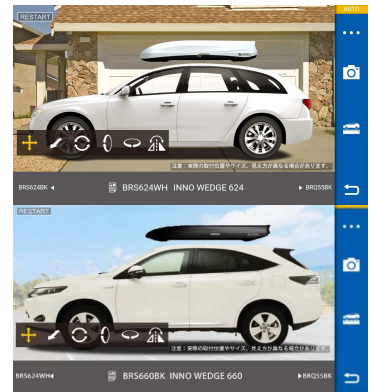 AUTO
RESTART
注意：実際の取付位置やサイズ、見え方が異なる場合があります。
BRS624BK ◀ BRS624WH INNO WEDGE 624 ▶ BRQ55BK
RESTART
注意：実際の取付位置やサイズ、見え方が異なる場合があります。
BRS624WH◀ BRS660BK INNO WEDGE 660 ▶BRQ55BK